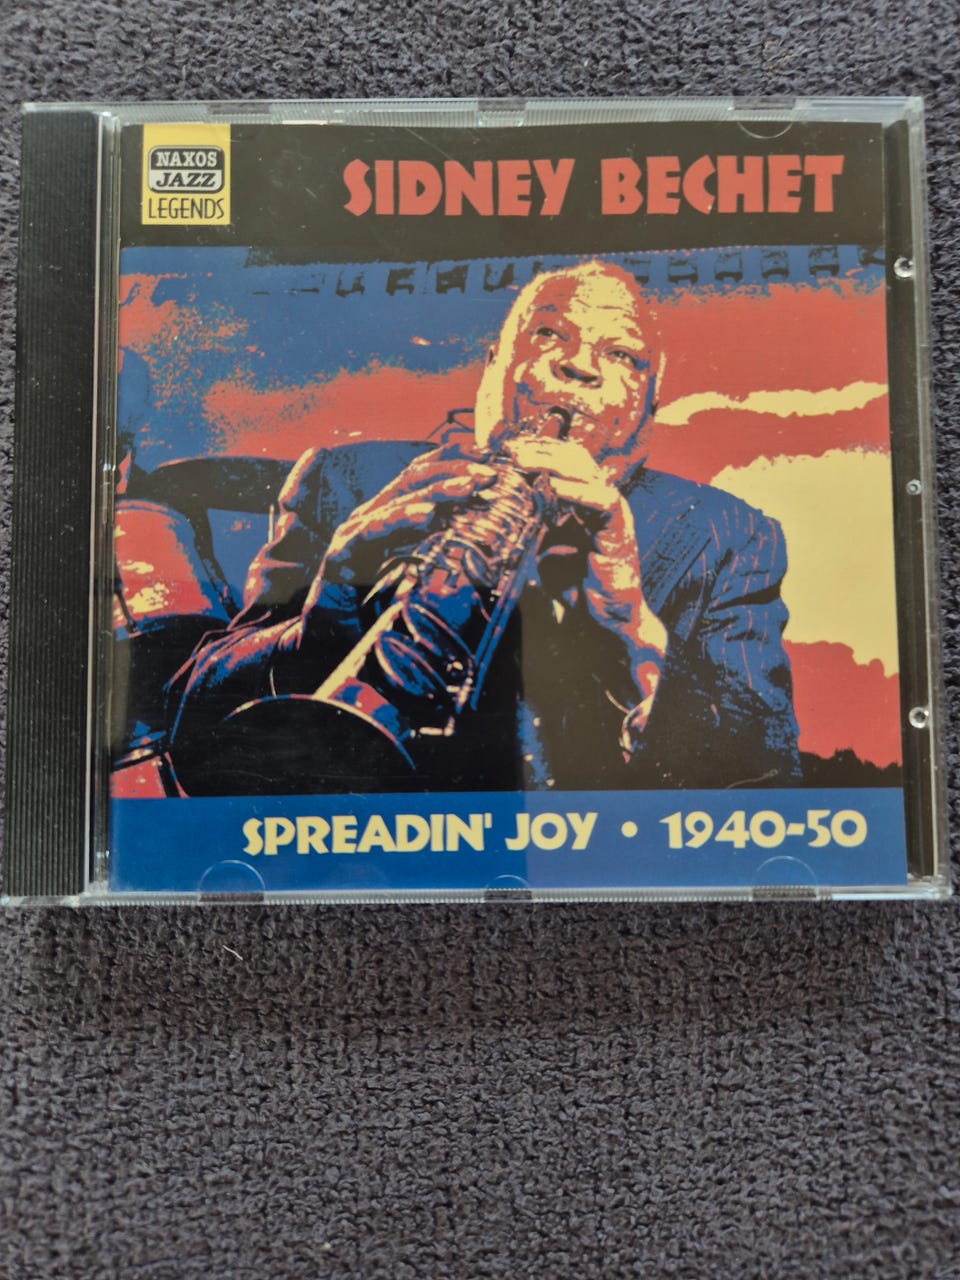 NAXOS
JAZZ
LEGENDS
SIDNEY BECHET
SPREADIN' JOY • 1940-50